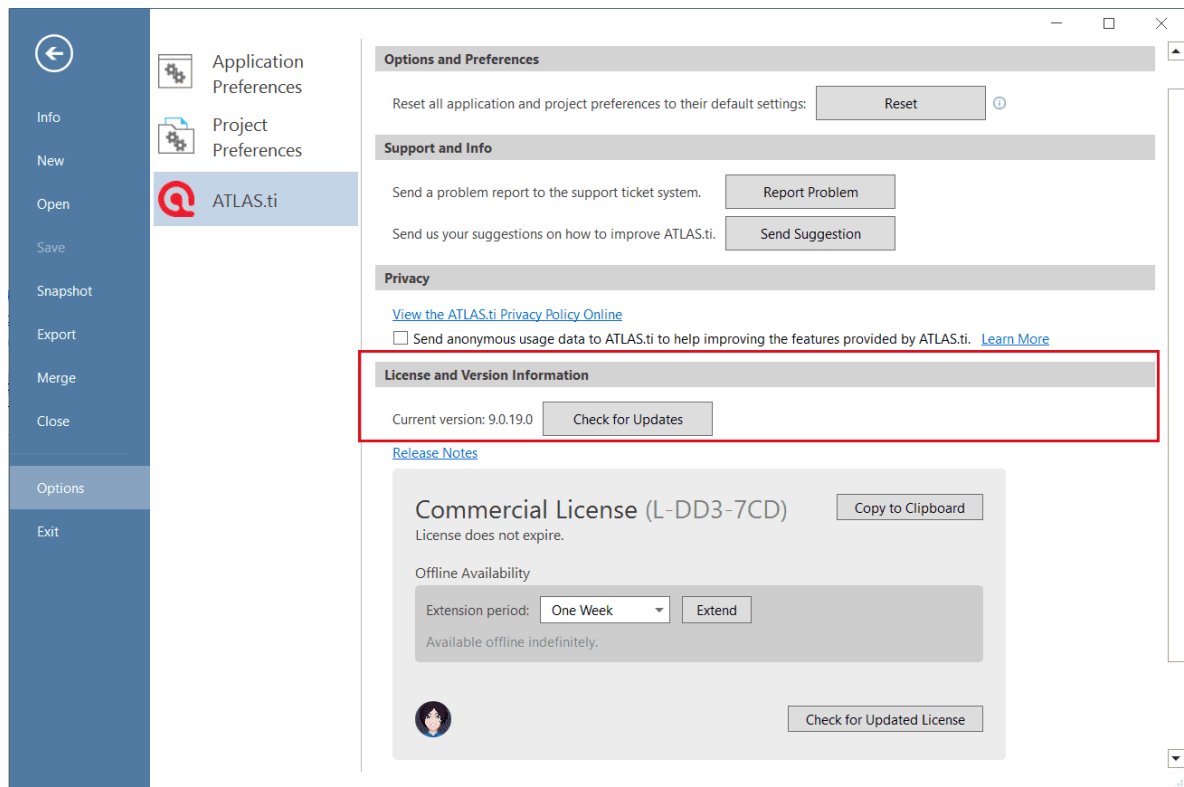 Info
New
Open
Save
Snapshot
Export
Merge
Close
Options
Exit
Application
Preferences
Project
Preferences
ATLAS.ti
Options and Preferences
Reset all application and project preferences to their default settings: Reset
Support and Info
Send a problem report to the support ticket system. Report Problem
Send us your suggestions on how to improve ATLAS.ti. Send Suggestion
Privacy
View the ATLAS.ti Privacy Policy Online
Send anonymous usage data to ATLAS.ti to help improving the features provided by ATLAS.ti. Learn More
License and Version Information
Current version: 9.0.19.0 Check for Updates
Release Notes
Commercial License (L-DD3-7CD) Copy to Clipboard
License does not expire.
Offline Availability
Extension period: One Week Extend
Available offline indefinitely.
Check for Updated License